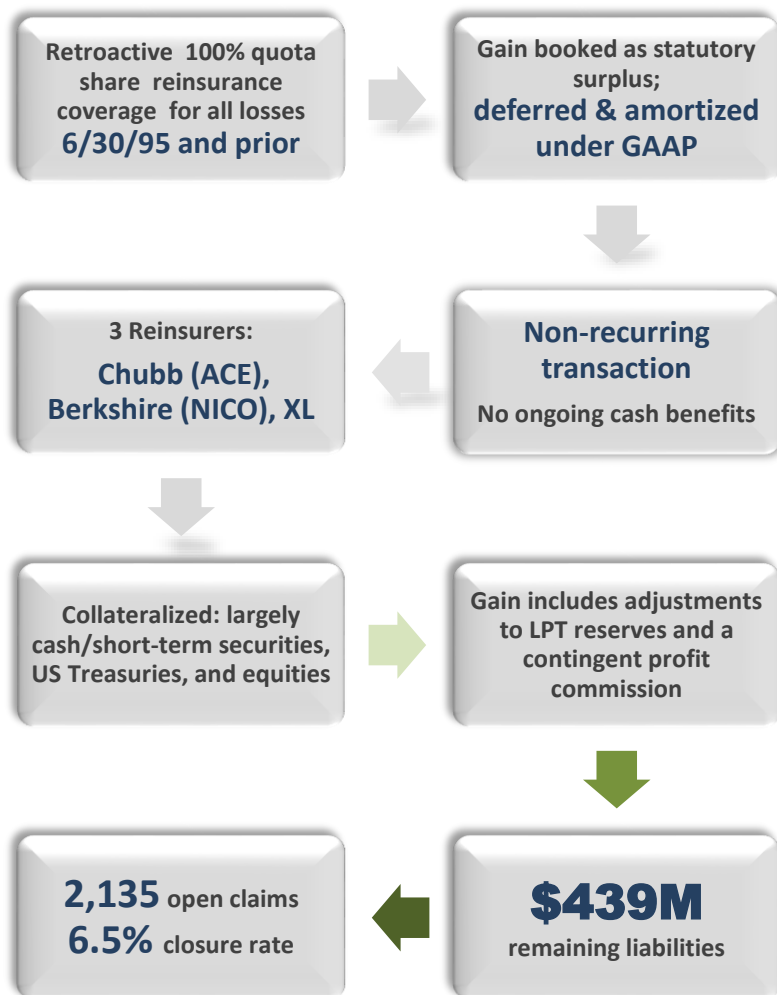 Retroactive 100% quota
share reinsurance
coverage for all losses
6/30/95 and prior
Gain booked as statutory
surplus;
deferred & amortized
under GAAP
Non-recurring
transaction
No ongoing cash benefits
3 Reinsurers:
Chubb (ACE),
Berkshire (NICO), XL
Collateralized: largely
cash/short-term securities,
US Treasuries, and equities
Gain includes adjustments
to LPT reserves and a
contingent profit
commission
$439M
remaining liabilities
2,135 open claims
6.5% closure rate